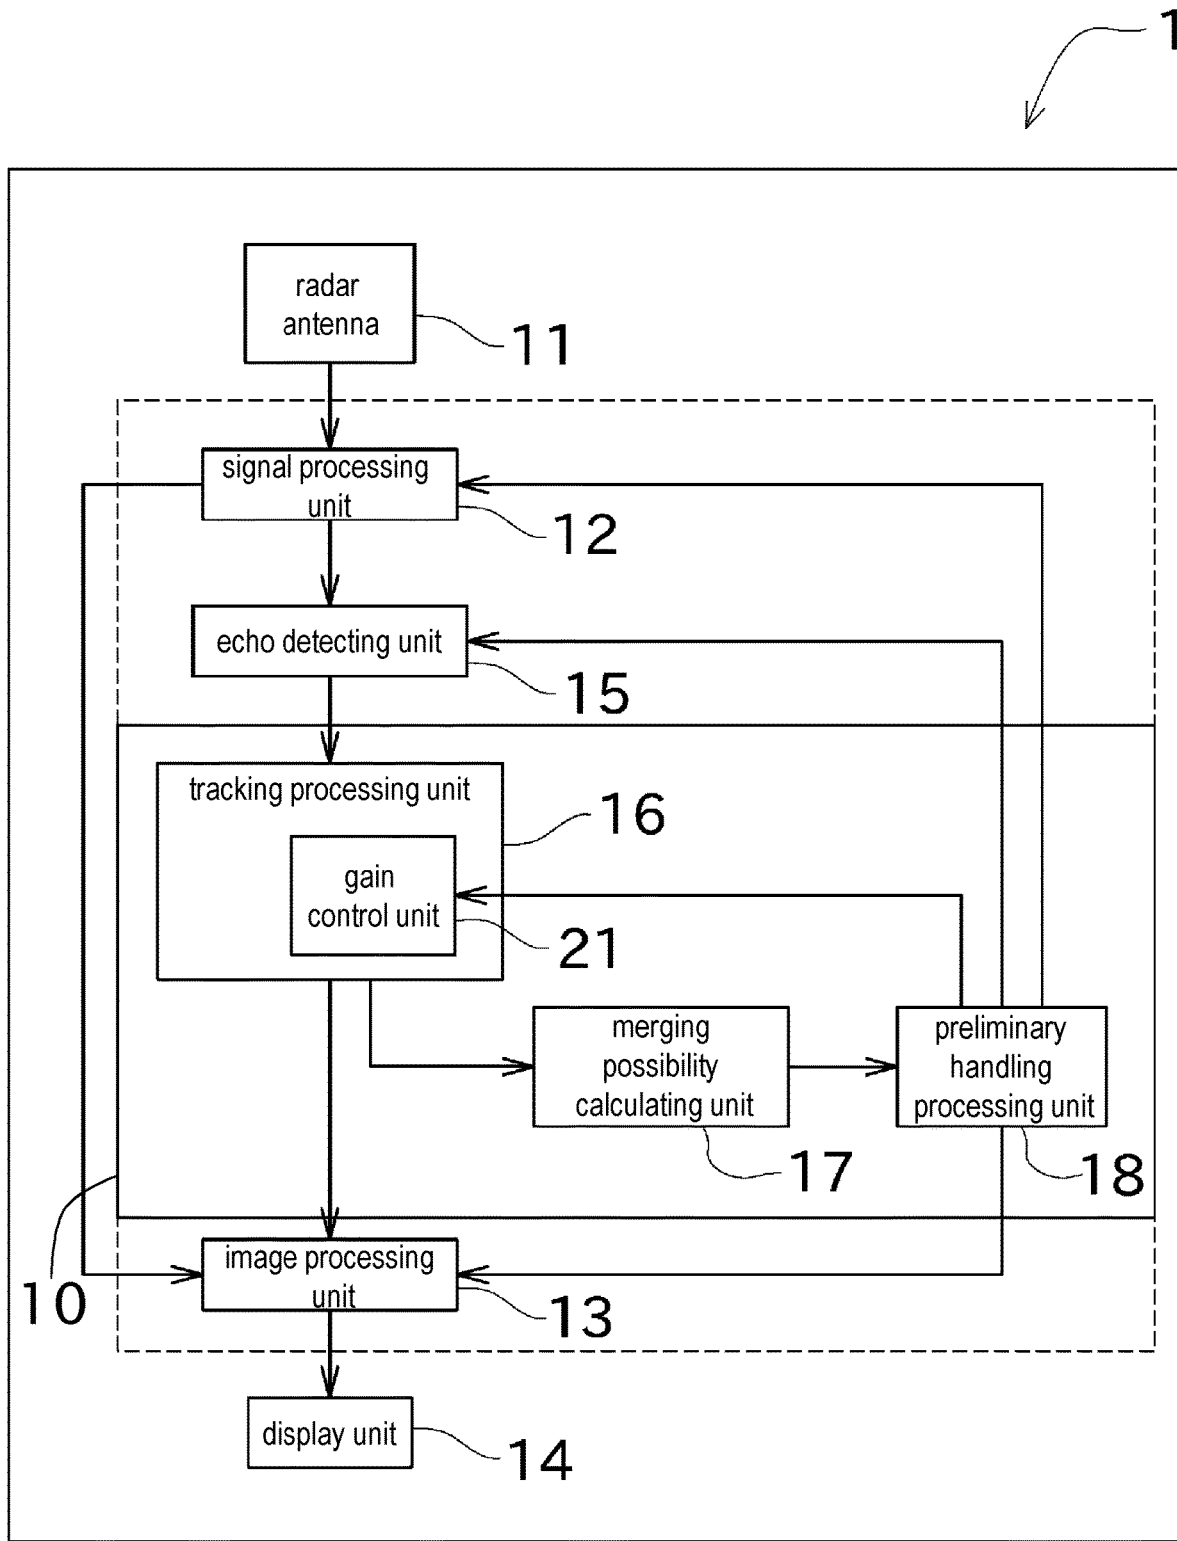 1
radar
antenna
11
signal processing
unit
12
echo detecting unit
15
tracking processing unit
16
gain
control unit
21
merging
possibility
calculating unit
17
preliminary
handling
processing unit
18
10
image processing
unit
13
display unit
14